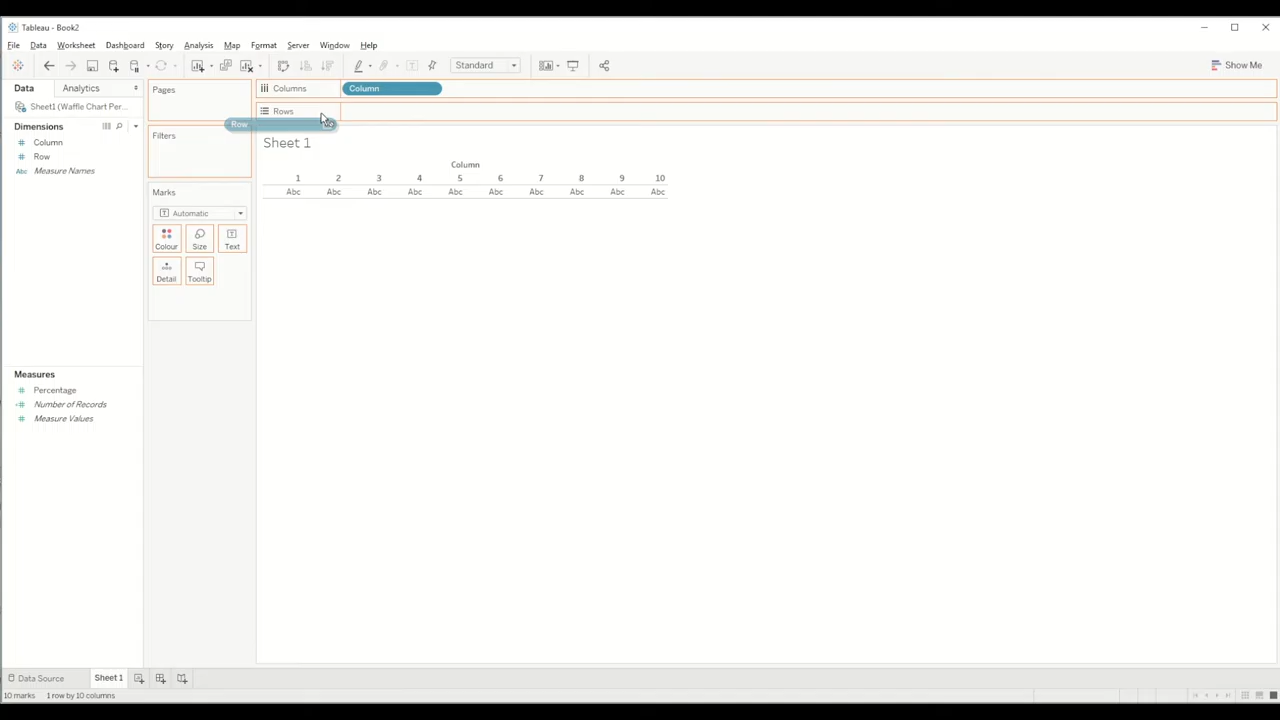 Tableau - Book2
File Data Worksheet Dashboard Story Analysis Map Format Server Window Help
Standard
Show Me
Data Analytics
Pages
Columns Column
Sheet1 (Waffle Chart Per...
Rows
Row
Dimensions
Filters
Column
Row
Abc Measure Names
Sheet 1
Column
1 2 3 4 5 6 7 8 9 10
Abc Abc Abc Abc Abc Abc Abc Abc Abc Abc
Marks
Automatic
Colour Size Text
Detail Tooltip
Measures
Percentage
Number of Records
Measure Values
Data Source Sheet 1
10 marks 1 row by 10 columns